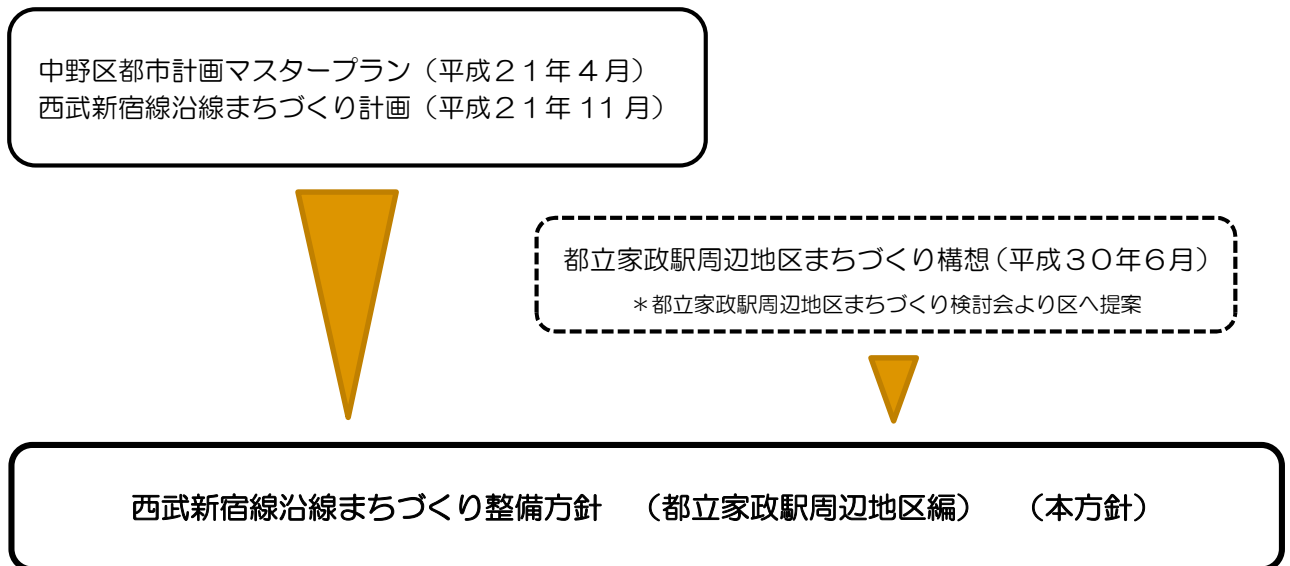 中野区都市計画マスタープラン（平成２１年４月）
西武新宿線沿線まちづくり計画（平成２１年 11 月）
都立家政駅周辺地区まちづくり構想（平成３０年６月）
＊都立家政駅周辺地区まちづくり検討会より区へ提案
西武新宿線沿線まちづくり整備方針　（都立家政駅周辺地区編）　（本方針）